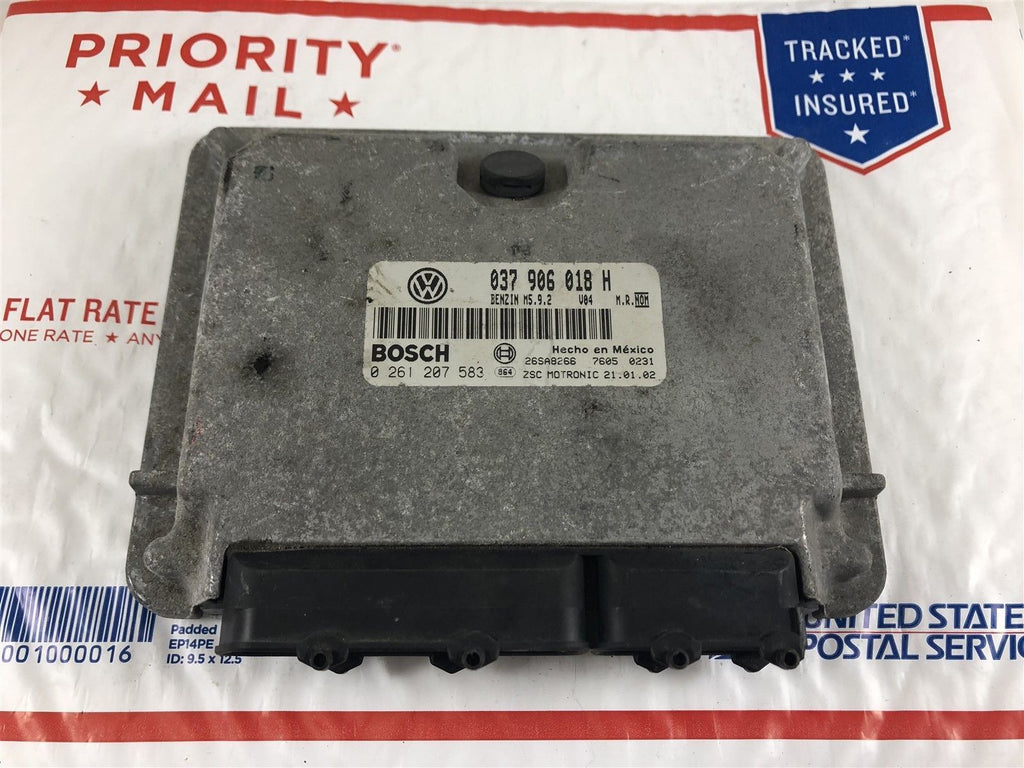 PRIORITY®
★ MAIL ★
TRACKED*
★ ★ ★
INSURED*
★
FLAT RATE
ONE RATE ★ ANY
037 906 018 H
BENZIN M5.9.2 V04 M.R. NOM
BOSCH
Hecho en México
26SA8266 7605 0231
0 261 207 583 864 ZSC MOTRONIC 21.01.02
001000016
Padded
EP14PE
ID: 9.5 x 12.5
UNITED STATES
POSTAL SERVIC